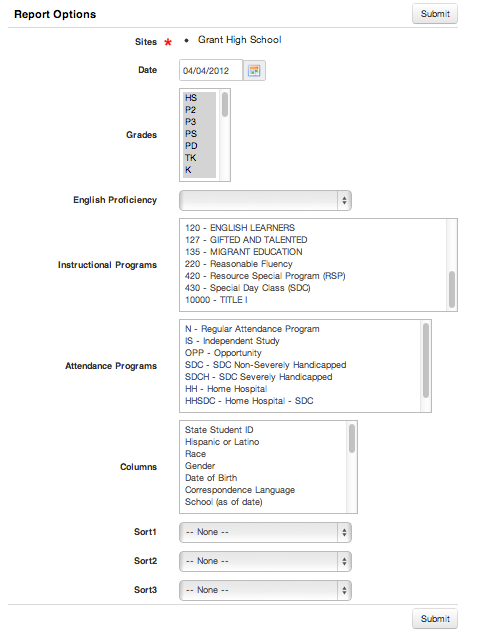 Report Options
Submit
Sites * • Grant High School
Date 04/04/2012
Grades
HS
P2
P3
PS
PD
TK
K
English Proficiency
Instructional Programs
120 - ENGLISH LEARNERS
127 - GIFTED AND TALENTED
135 - MIGRANT EDUCATION
220 - Reasonable Fluency
420 - Resource Special Program (RSP)
430 - Special Day Class (SDC)
10000 - TITLE I
Attendance Programs
N - Regular Attendance Program
IS - Independent Study
OPP - Opportunity
SDC - SDC Non-Severely Handicapped
SDCH - SDC Severely Handicapped
HH - Home Hospital
HHSDC - Home Hospital - SDC
Columns
State Student ID
Hispanic or Latino
Race
Gender
Date of Birth
Correspondence Language
School (as of date)
Sort1 -- None --
Sort2 -- None --
Sort3 -- None --
Submit